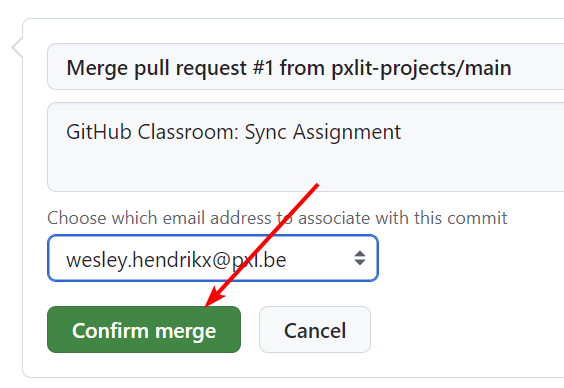 Merge pull request #1 from pxlit-projects/main
GitHub Classroom: Sync Assignment
Choose which email address to associate with this commit
wesley.hendrikx@pxl.be
Confirm merge
Cancel